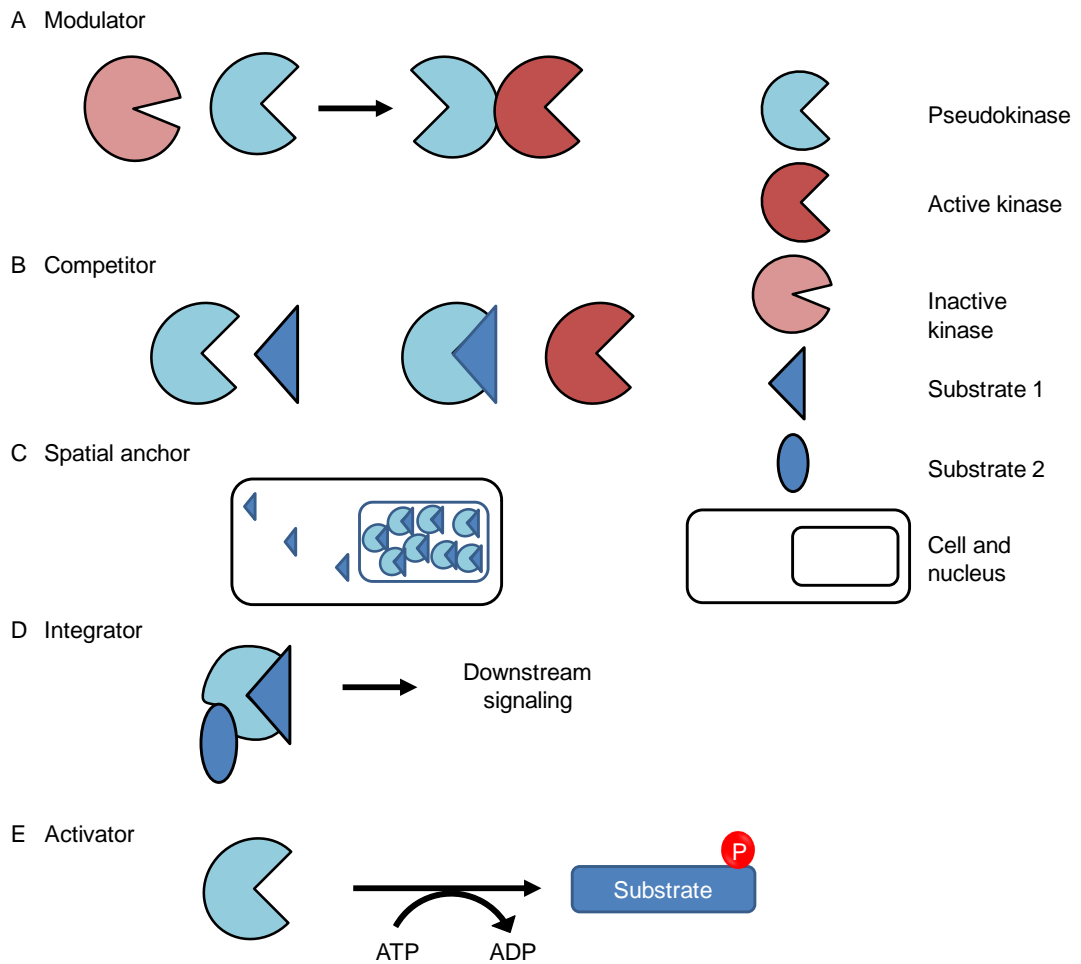 A Modulator
Pseudokinase
Active kinase
B Competitor
Inactive
kinase
Substrate 1
C Spatial anchor
Substrate 2
Cell and
nucleus
D Integrator
Downstream
signaling
E Activator
P
Substrate
ATP
ADP